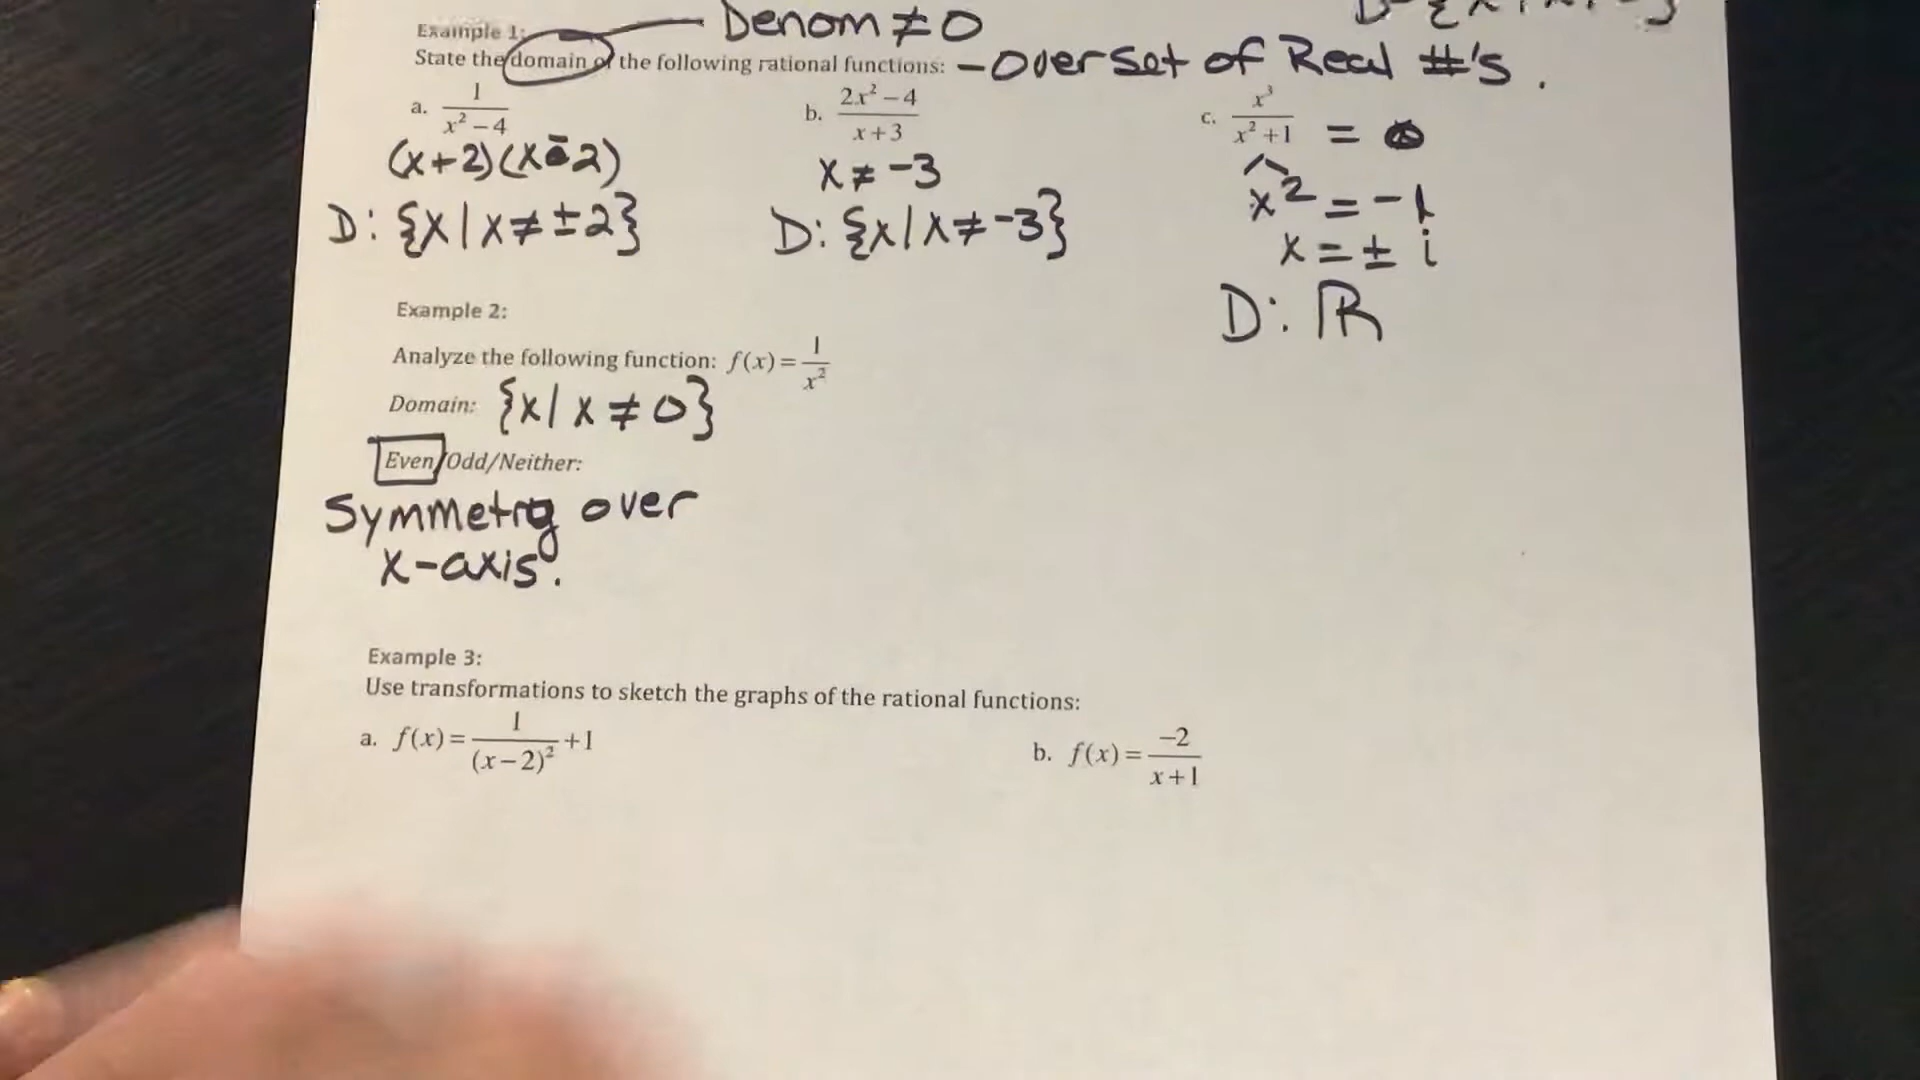 Denom ≠ 0
Example 1:
State the domain of the following rational functions: – Over set of Real #'s.
a. 1/(x² – 4)
b. (2x² – 4)/(x + 3)
c. x³/(x² + 1) = 0
(x+2)(x-2)
x ≠ -3
x² = -1
x = ± i
D: {x | x ≠ ±2}
D: {x | x ≠ -3}
D: ℝ
Example 2:
Analyze the following function: f(x) = 1/x²
Domain: {x | x ≠ 0}
Even/Odd/Neither:
Symmetry over
x-axis.
Example 3:
Use transformations to sketch the graphs of the rational functions:
a. f(x) = 1/(x – 2)² + 1
b. f(x) = –2/(x + 1)